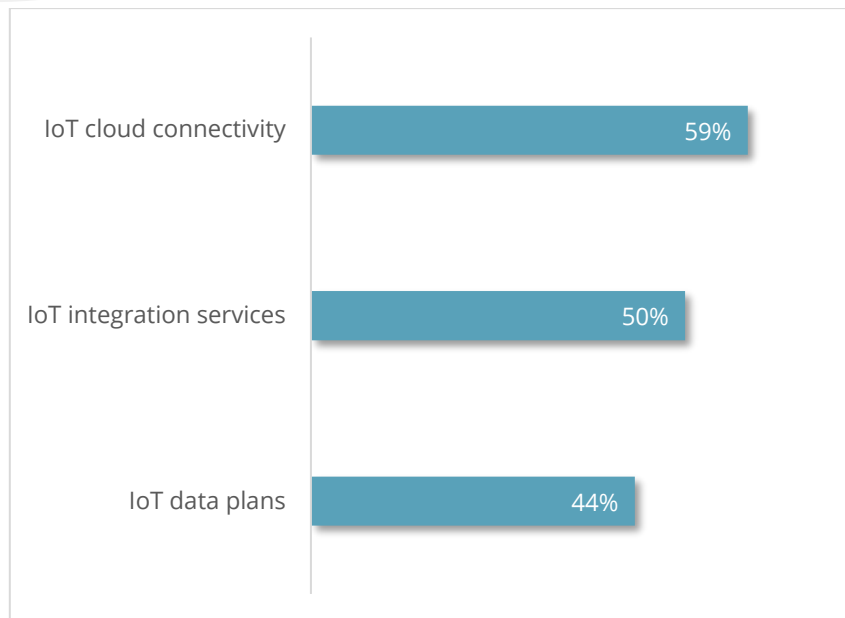 IoT cloud connectivity 59%
IoT integration services 50%
IoT data plans 44%